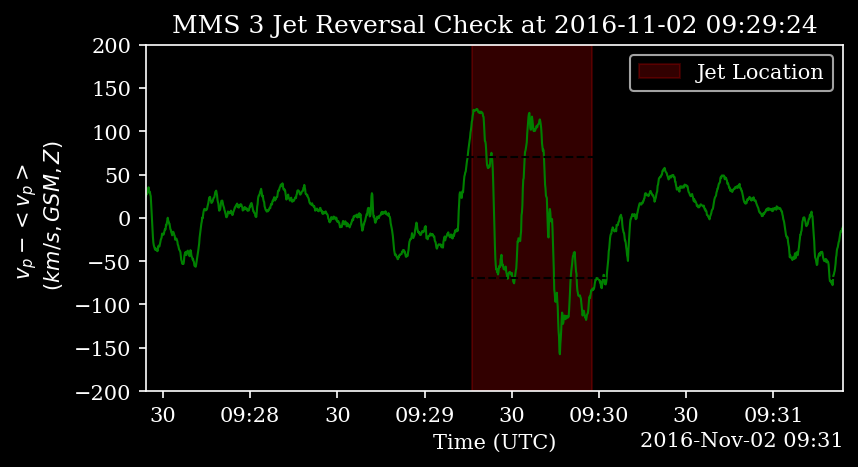 MMS 3 Jet Reversal Check at 2016-11-02 09:29:24
Jet Location
200
150
100
50
0
−50
−100
−150
−200
v_p − <v_p>
(km/s, GSM, Z)
30 09:28 30 09:29 30 09:30 30 09:31
Time (UTC)
2016-Nov-02 09:31